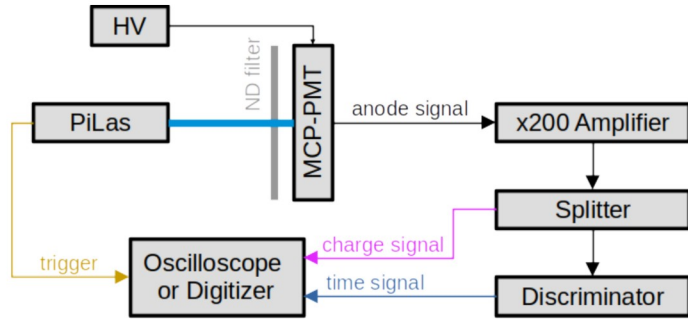 HV
ND filter
MCP-PMT
PiLas
anode signal
x200 Amplifier
Splitter
charge signal
trigger
Oscilloscope
or Digitizer
time signal
Discriminator